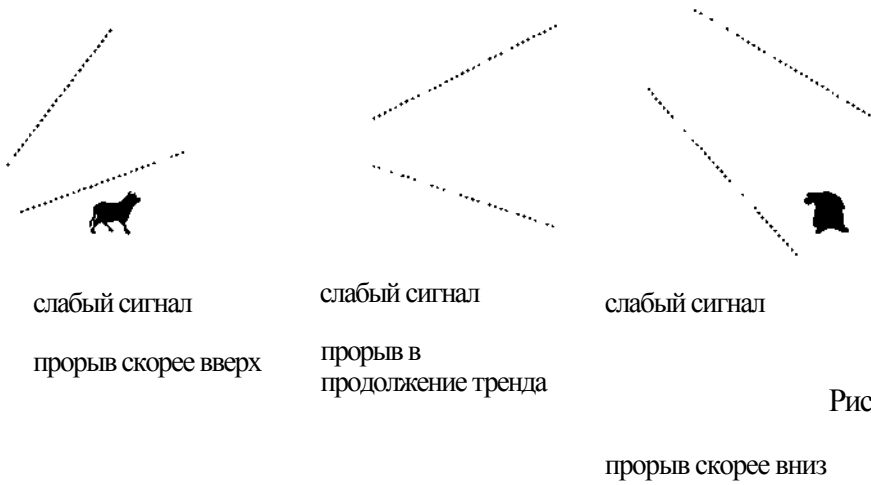 слабый сигнал
прорыв скорее вверх
слабый сигнал
прорыв в
продолжение тренда
слабый сигнал
Рис
прорыв скорее вниз